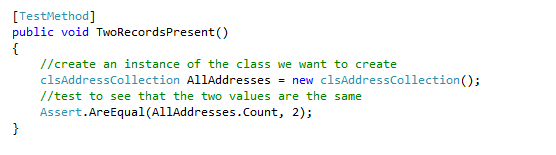 [TestMethod]
public void TwoRecordsPresent()
{
//create an instance of the class we want to create
clsAddressCollection AllAddresses = new clsAddressCollection();
//test to see that the two values are the same
Assert.AreEqual(AllAddresses.Count, 2);
}